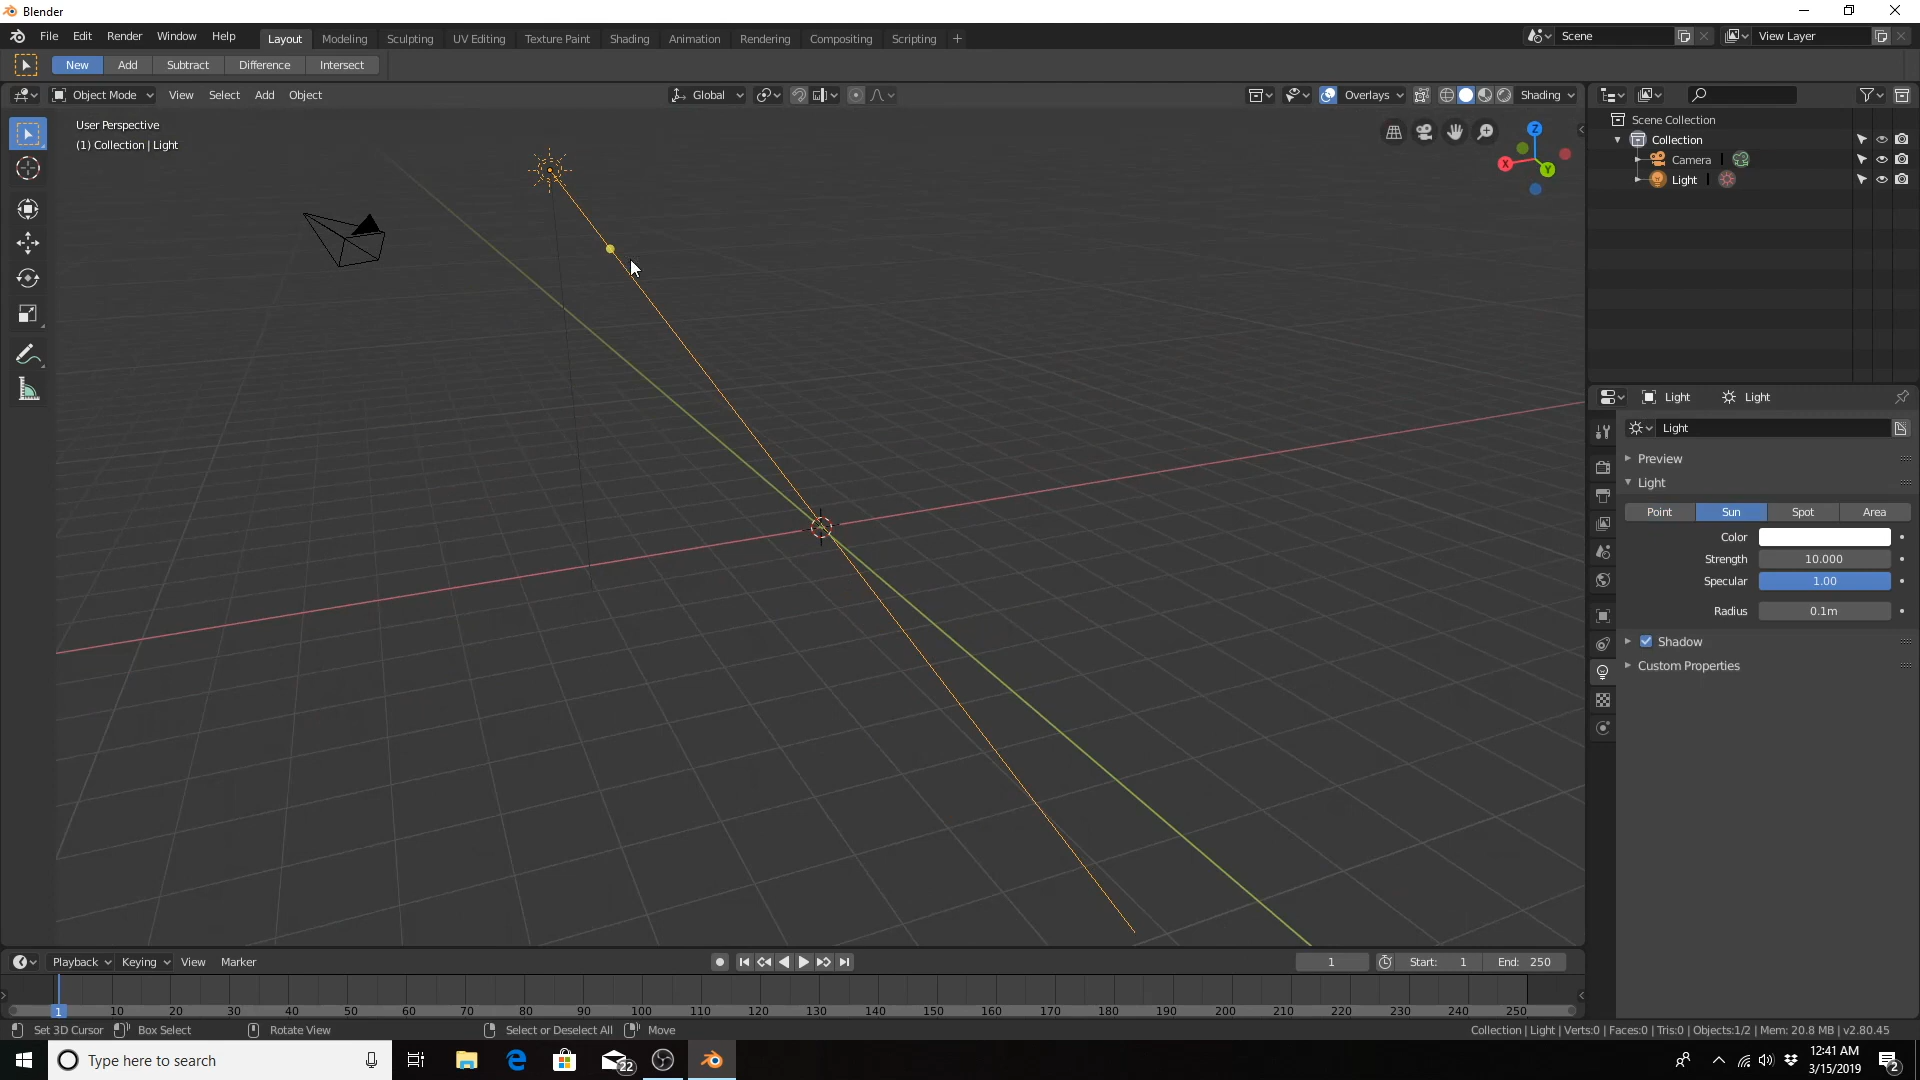 Blender
File Edit Render Window Help Layout Modeling Sculpting UV Editing Texture Paint Shading Animation Rendering Compositing Scripting + Scene View Layer
New Add Subtract Difference Intersect
Object Mode View Select Add Object Global Overlays Shading
User Perspective
(1) Collection | Light
Z
X
Y
Scene Collection
Collection
Camera
Light
Light Light
Light
Preview
Light
Point Sun Spot Area
Color
Strength 10.000
Specular 1.00
Radius 0.1m
Shadow
Custom Properties
Playback Keying View Marker 1 Start: 1 End: 250
1 10 20 30 40 50 60 70 80 90 100 110 120 130 140 150 160 170 180 190 200 210 220 230 240 250
Set 3D Cursor Box Select Rotate View Select or Deselect All Move Collection | Light | Verts:0 | Faces:0 | Tris:0 | Objects:1/2 | Mem: 20.8 MB | v2.80.45
Type here to search 22 12:41 AM
3/15/2019 2